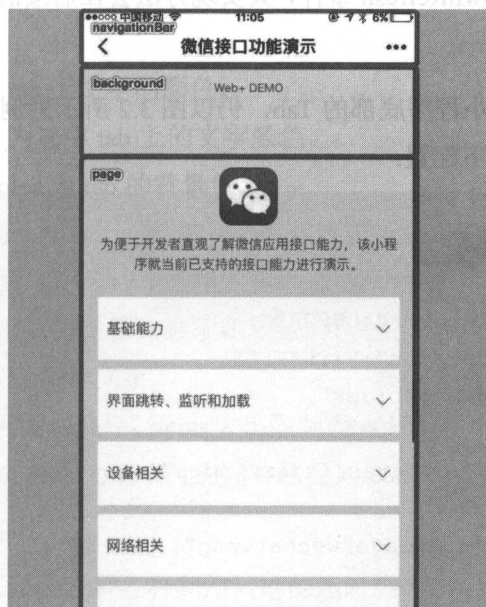 中国移动 11:05 6%
navigationBar
微信接口功能演示
background
Web+ DEMO
page
为便于开发者直观了解微信应用接口能力，该小程
序就当前已支持的接口能力进行演示。
基础能力
界面跳转、监听和加载
设备相关
网络相关